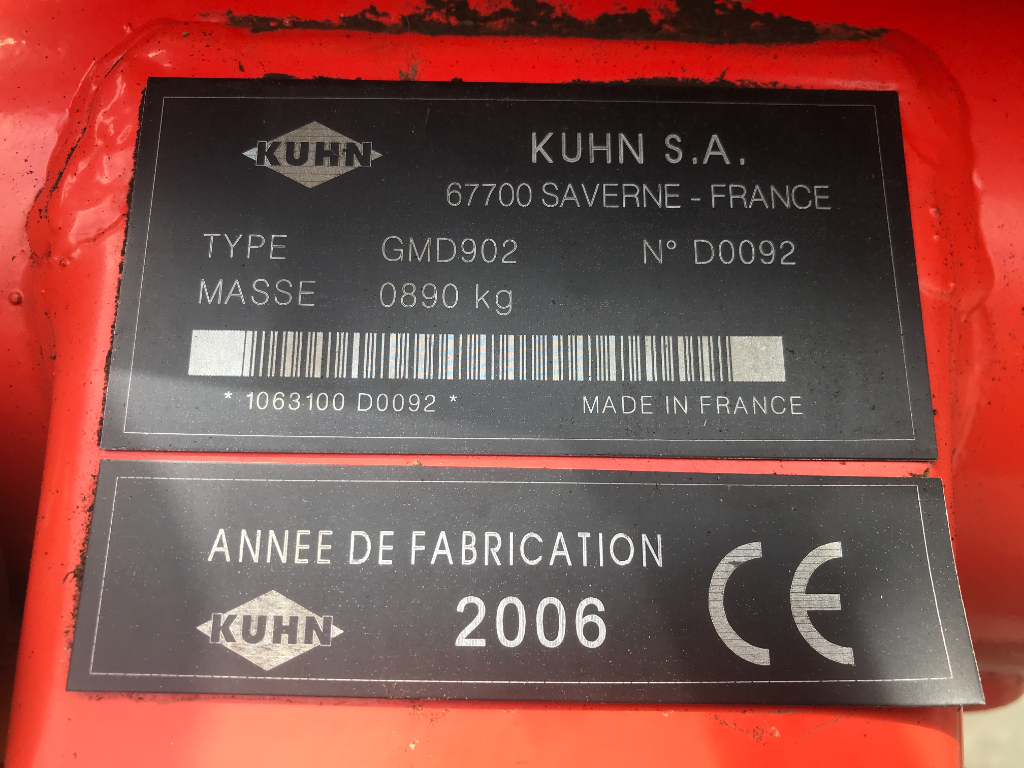 KUHN
KUHN S.A.
67700 SAVERNE - FRANCE
TYPE GMD902 N° D0092
MASSE 0890 kg
* 1063100 D0092 * MADE IN FRANCE
ANNEE DE FABRICATION
KUHN 2006 CE